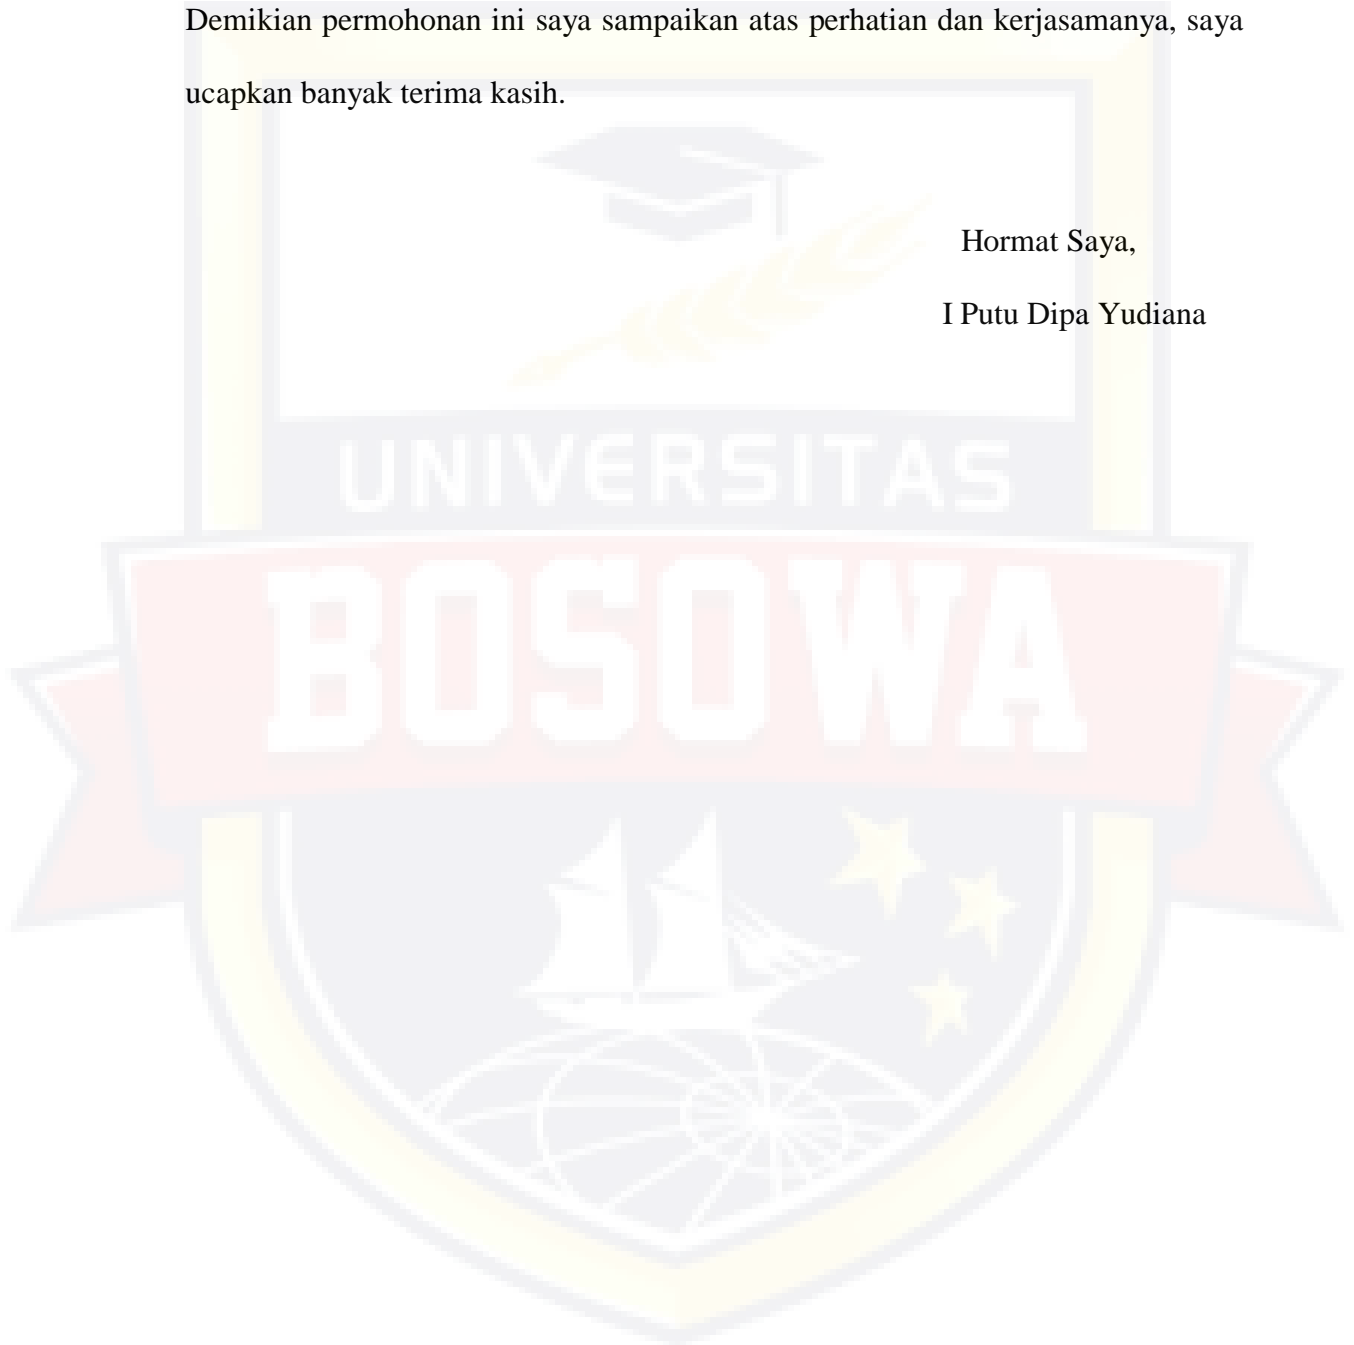 Demikian permohonan ini saya sampaikan atas perhatian dan kerjasamanya, saya
ucapkan banyak terima kasih.
Hormat Saya,
I Putu Dipa Yudiana
UNIVERSITAS
BOSOWA